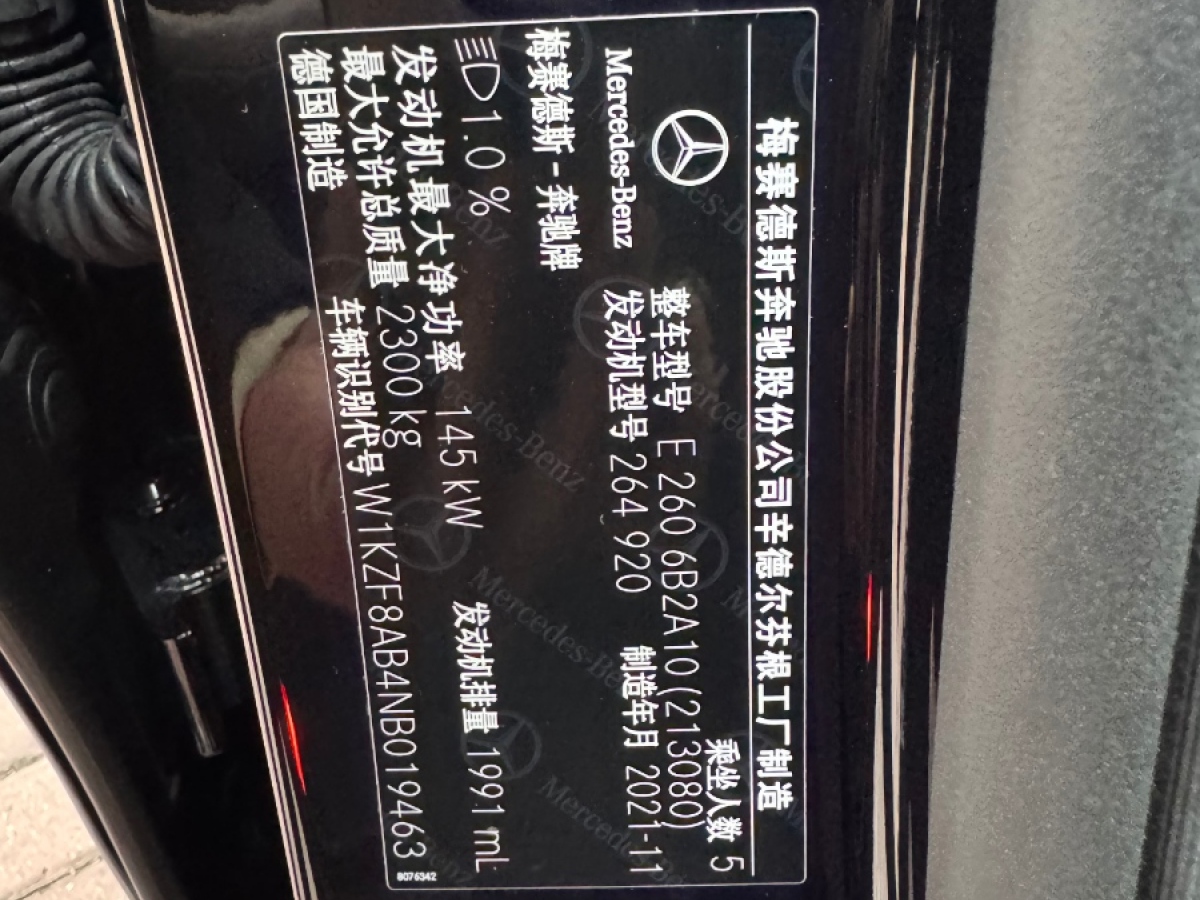 梅赛德斯奔驰股份公司辛德尔芬根工厂制造
乘坐人数 5
整车型号 E 260 6B2A10(213080)
Mercedes-Benz 发动机型号 264 920 制造年月 2021-11
梅赛德斯-奔驰牌
1.0 % 发动机排量 1991 mL
发动机最大净功率 145 kW
最大允许总质量 2300 kg
德国制造 车辆识别代号 W1KZF8AB4NB019463
8076342